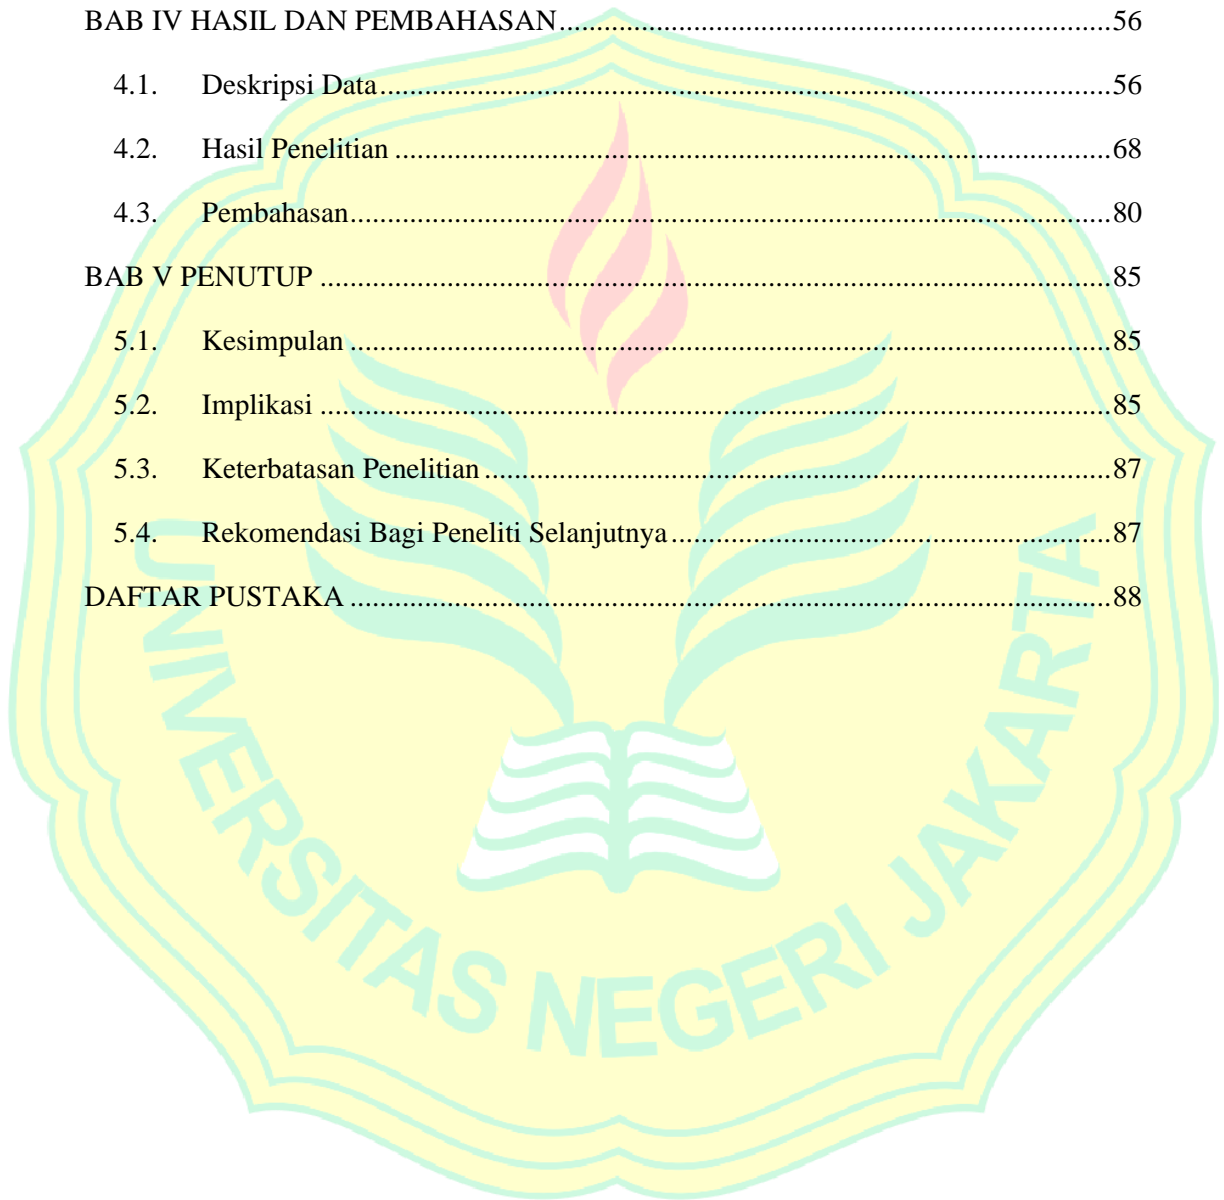 BAB IV HASIL DAN PEMBAHASAN.......................................................................56
4.1. Deskripsi Data.......................................................................56
4.2. Hasil Penelitian .......................................................................68
4.3. Pembahasan.......................................................................80
BAB V PENUTUP .......................................................................85
5.1. Kesimpulan .......................................................................85
5.2. Implikasi .......................................................................85
5.3. Keterbatasan Penelitian .......................................................................87
5.4. Rekomendasi Bagi Peneliti Selanjutnya.......................................................................87
DAFTAR PUSTAKA .......................................................................88
UNIVERSITAS NEGERI JAKARTA